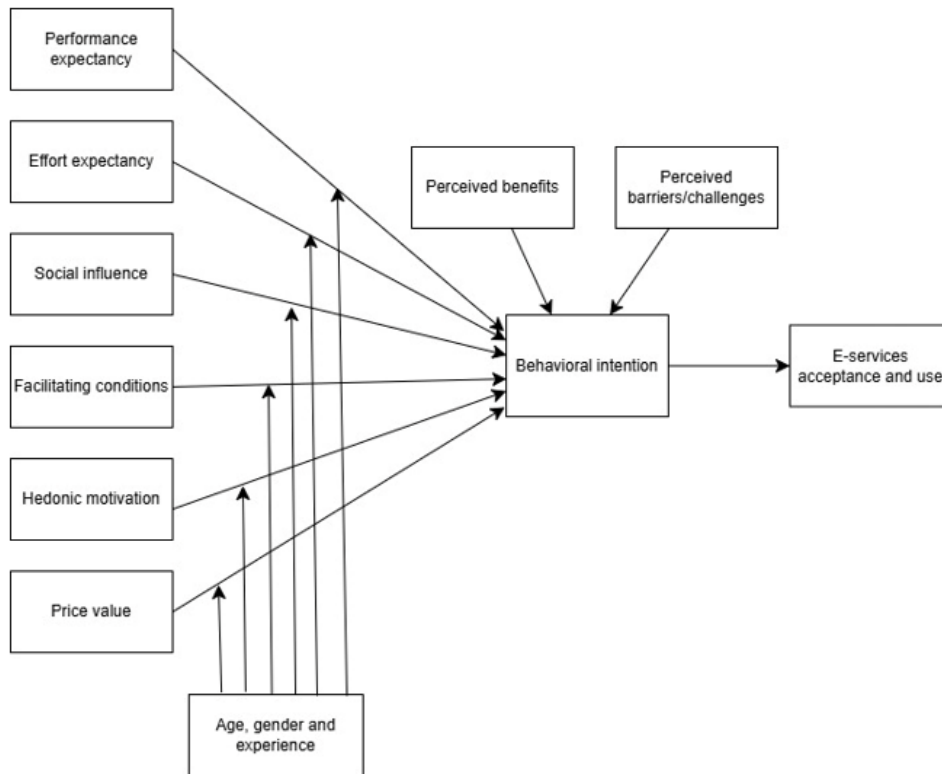 Performance
expectancy
Effort expectancy
Social influence
Facilitating conditions
Hedonic motivation
Price value
Age, gender and
experience
Perceived benefits
Perceived
barriers/challenges
Behavioral intention
E-services
acceptance and use